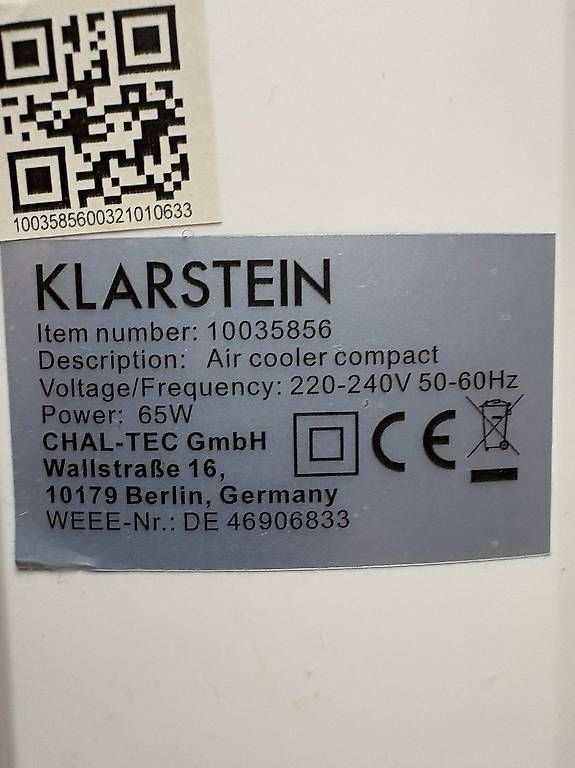 1003585600321010633
KLARSTEIN
Item number: 10035856
Description: Air cooler compact
Voltage/Frequency: 220-240V 50-60Hz
Power: 65W
CHAL-TEC GmbH
Wallstraße 16,
10179 Berlin, Germany
WEEE-Nr.: DE 46906833
CE